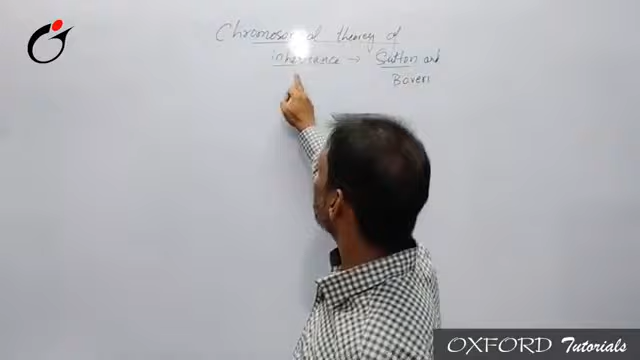 Chromosomal theory of
inheritance → Sutton and
Boveri
OXFORD Tutorials